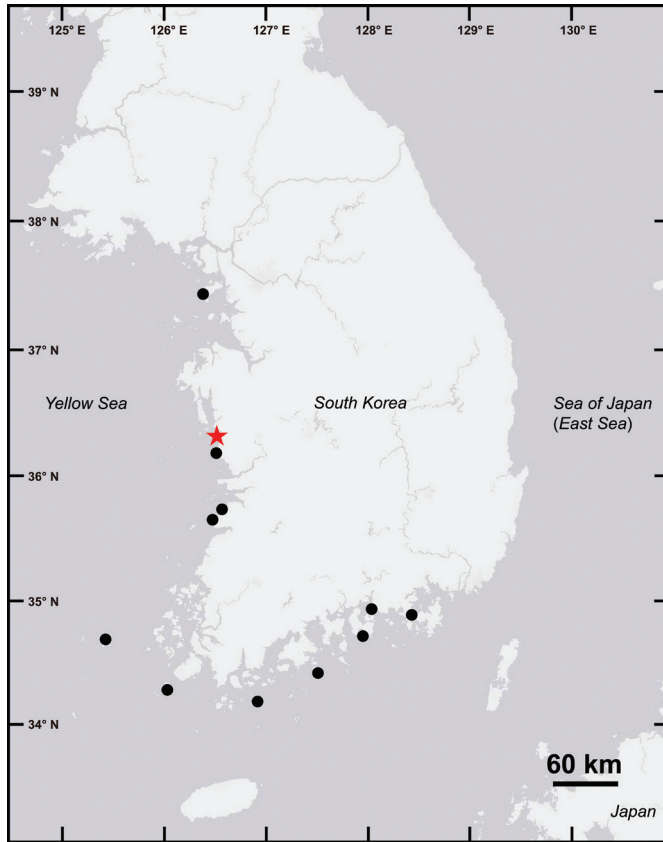 125° E 126° E 127° E 128° E 129° E 130° E
39° N
38° N
37° N
Yellow Sea South Korea Sea of Japan
(East Sea)
36° N
35° N
34° N
60 km
Japan